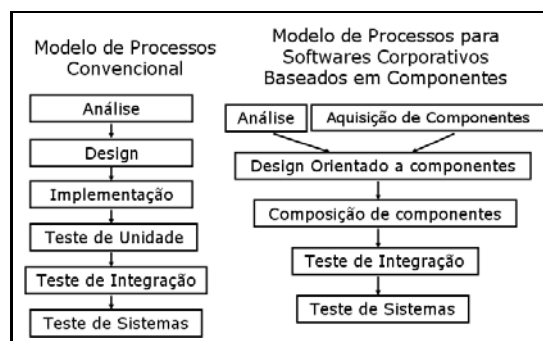 Modelo de Processos
Convencional
Análise
Design
Implementação
Teste de Unidade
Teste de Integração
Teste de Sistemas
Modelo de Processos para
Softwares Corporativos
Baseados em Componentes
Análise
Aquisição de Componentes
Design Orientado a componentes
Composição de componentes
Teste de Integração
Teste de Sistemas